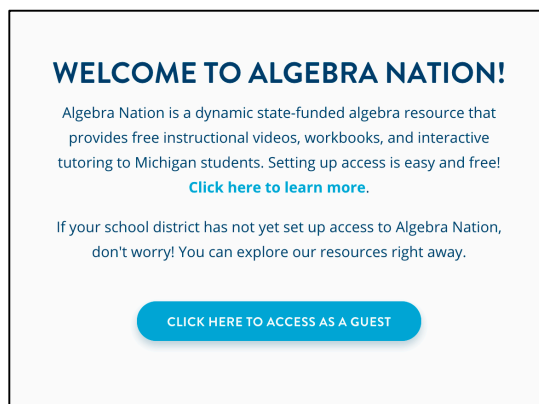 WELCOME TO ALGEBRA NATION!
Algebra Nation is a dynamic state-funded algebra resource that
provides free instructional videos, workbooks, and interactive
tutoring to Michigan students. Setting up access is easy and free!
Click here to learn more.
If your school district has not yet set up access to Algebra Nation,
don't worry! You can explore our resources right away.
CLICK HERE TO ACCESS AS A GUEST